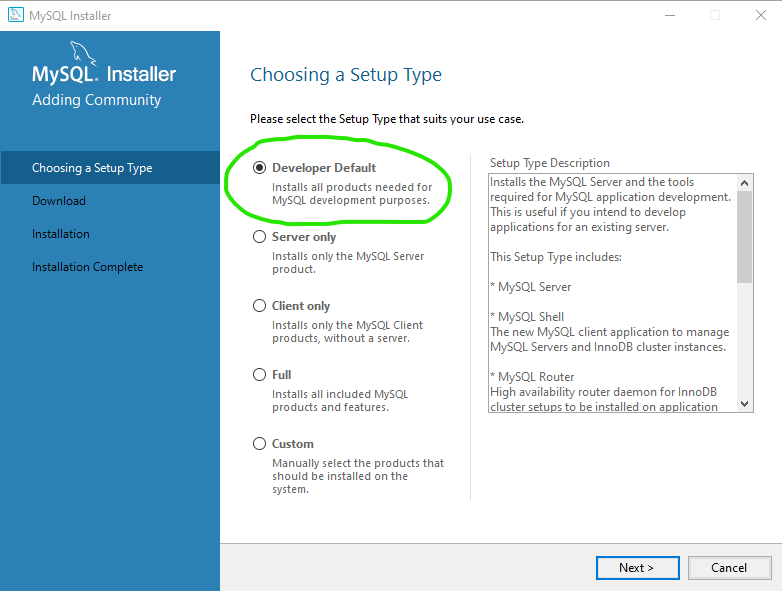 MySQL Installer
MySQL. Installer
Adding Community
Choosing a Setup Type
Download
Installation
Installation Complete
Choosing a Setup Type
Please select the Setup Type that suits your use case.
Developer Default
Installs all products needed for
MySQL development purposes.
Server only
Installs only the MySQL Server
product.
Client only
Installs only the MySQL Client
products, without a server.
Full
Installs all included MySQL
products and features.
Custom
Manually select the products that
should be installed on the
system.
Setup Type Description
Installs the MySQL Server and the tools
required for MySQL application development.
This is useful if you intend to develop
applications for an existing server.
This Setup Type includes:
* MySQL Server
* MySQL Shell
The new MySQL client application to manage
MySQL Servers and InnoDB cluster instances.
* MySQL Router
High availability router daemon for InnoDB
cluster setups to be installed on application
Next >
Cancel